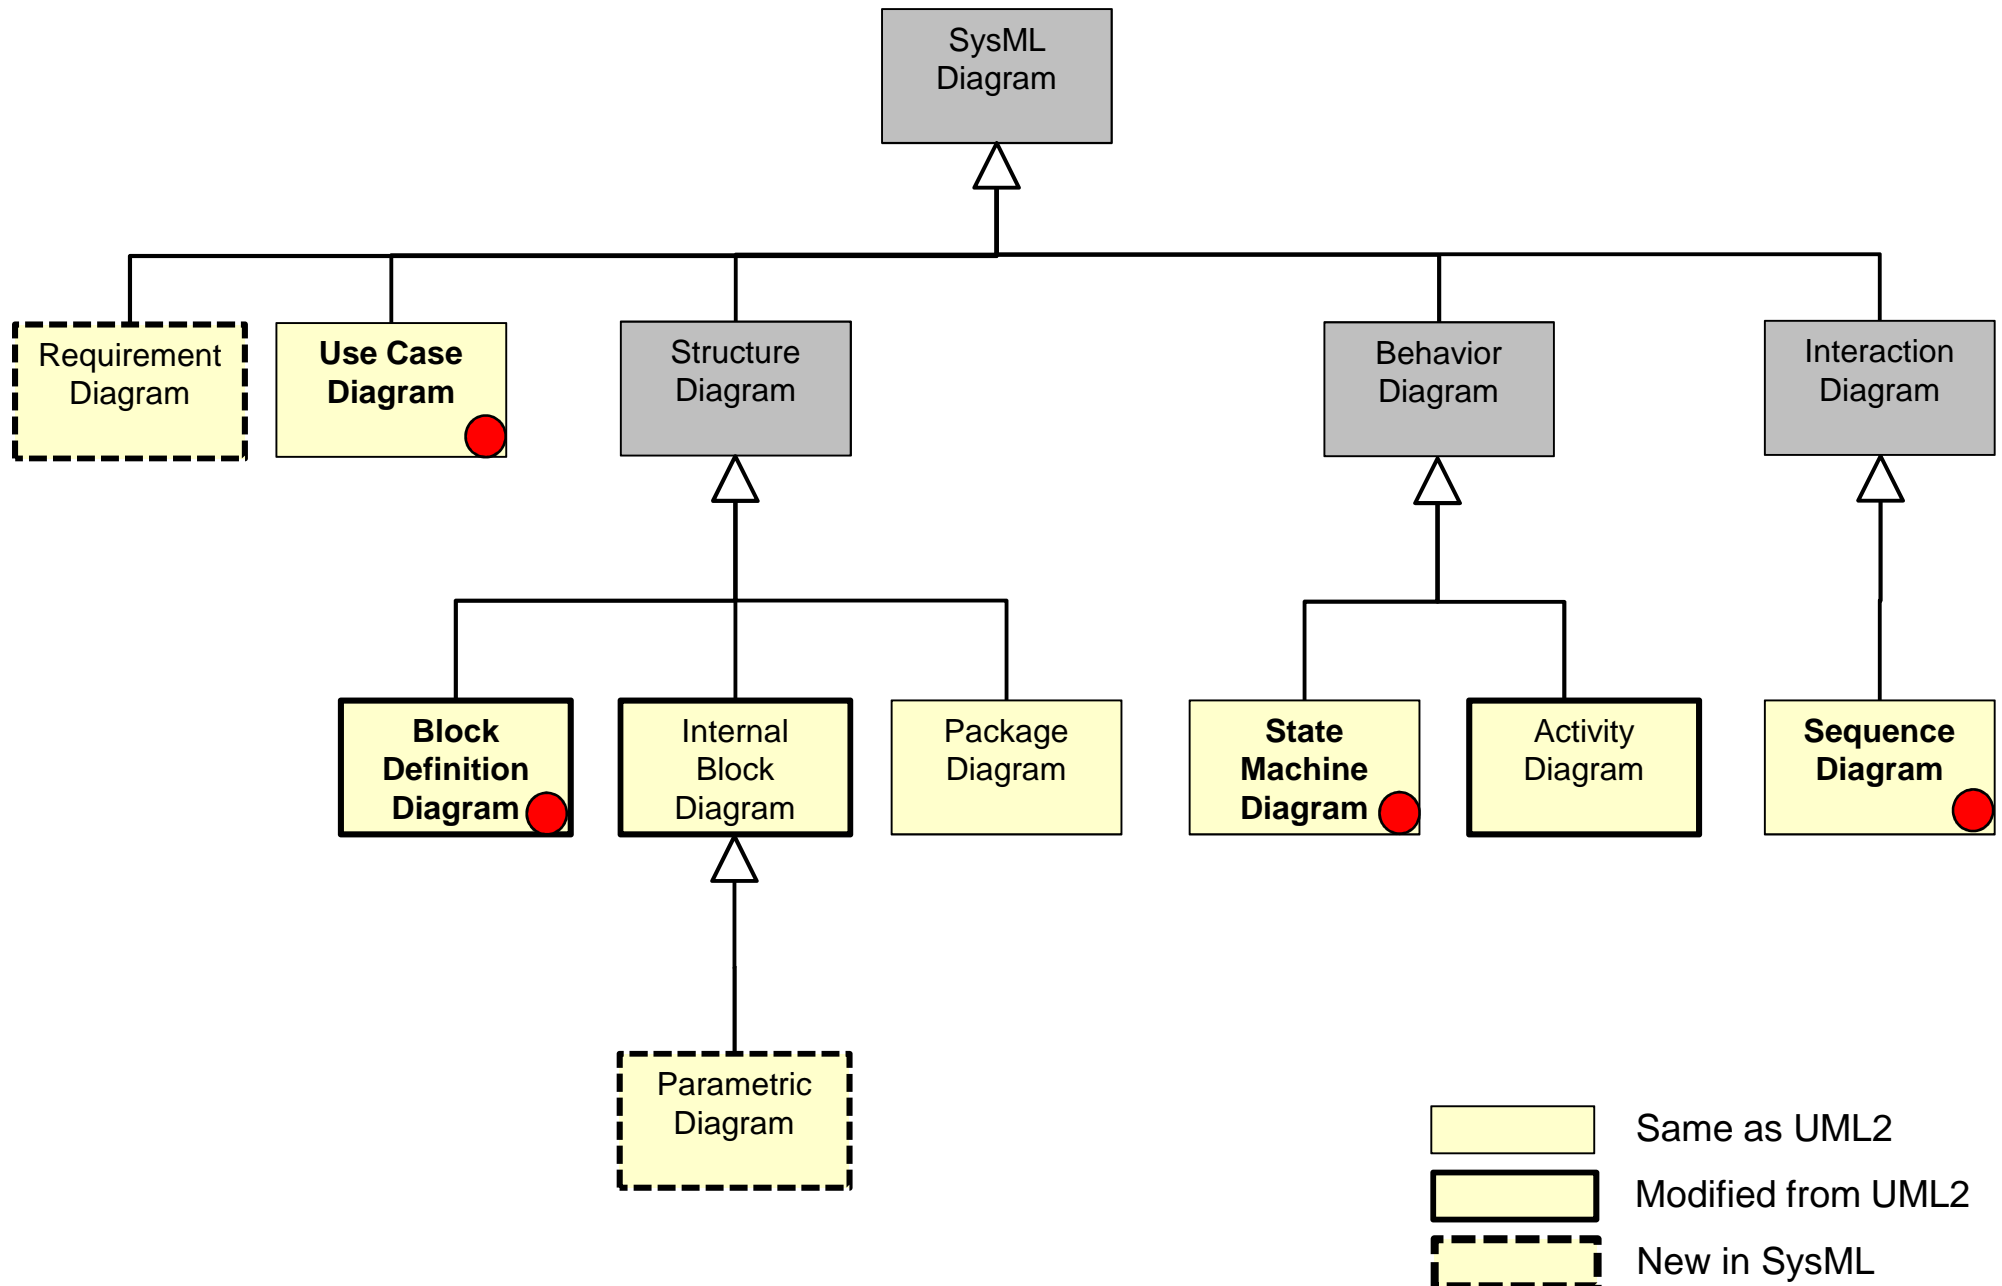 SysML
Diagram
Requirement
Diagram
Use Case
Diagram
Structure
Diagram
Behavior
Diagram
Interaction
Diagram
Block
Definition
Diagram
Internal
Block
Diagram
Package
Diagram
State
Machine
Diagram
Activity
Diagram
Sequence
Diagram
Parametric
Diagram
Same as UML2
Modified from UML2
New in SysML